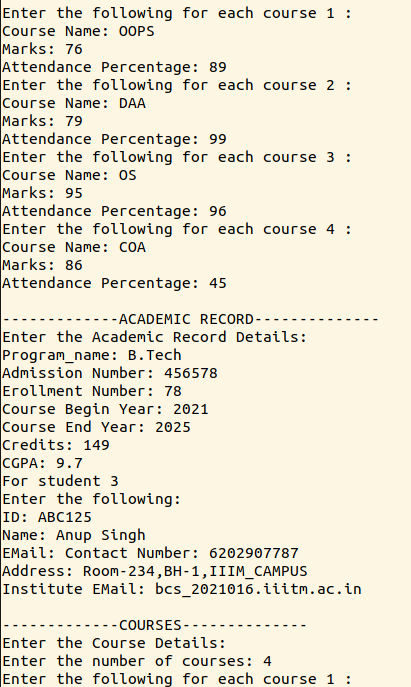 Enter the following for each course 1 :
Course Name: OOPS
Marks: 76
Attendance Percentage: 89
Enter the following for each course 2 :
Course Name: DAA
Marks: 79
Attendance Percentage: 99
Enter the following for each course 3 :
Course Name: OS
Marks: 95
Attendance Percentage: 96
Enter the following for each course 4 :
Course Name: COA
Marks: 86
Attendance Percentage: 45
-------------ACADEMIC RECORD--------------
Enter the Academic Record Details:
Program_name: B.Tech
Admission Number: 456578
Erollment Number: 78
Course Begin Year: 2021
Course End Year: 2025
Credits: 149
CGPA: 9.7
For student 3
Enter the following:
ID: ABC125
Name: Anup Singh
EMail: Contact Number: 6202907787
Address: Room-234,BH-1,IIIM_CAMPUS
Institute EMail: bcs_2021016.iiitm.ac.in
-------------COURSES--------------
Enter the Course Details:
Enter the number of courses: 4
Enter the following for each course 1 :